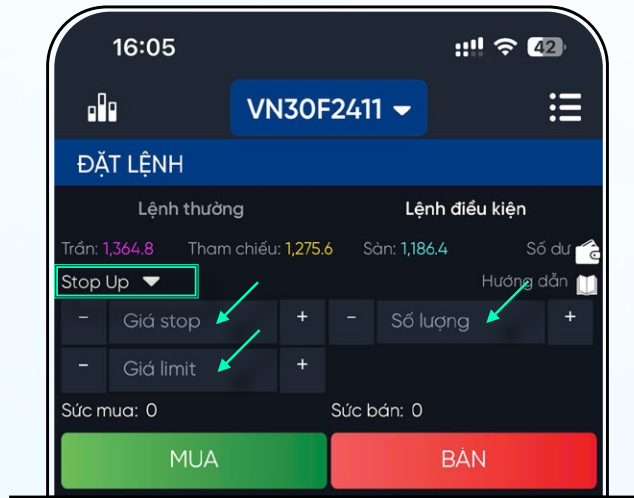 16:05 42
VN30F2411
ĐẶT LỆNH
Lệnh thường Lệnh điều kiện
Trần: 1,364.8 Tham chiếu: 1,275.6 Sàn: 1,186.4 Số dư
Stop Up Hướng dẫn
- Giá stop + - Số lượng +
- Giá limit +
Sức mua: 0 Sức bán: 0
MUA BÁN